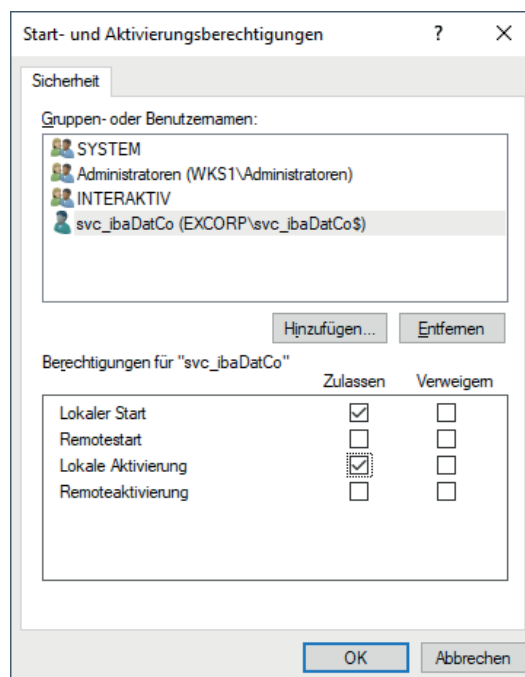 Start- und Aktivierungsberechtigungen ? X
Sicherheit
Gruppen- oder Benutzernamen:
SYSTEM
Administratoren (WKS1\Administratoren)
INTERAKTIV
svc_ibaDatCo (EXCORP\svc_ibaDatCo$)
Hinzufügen... Entfernen
Berechtigungen für "svc_ibaDatCo"
Zulassen Verweigern
Lokaler Start
Remotestart
Lokale Aktivierung
Remoteaktivierung
OK Abbrechen